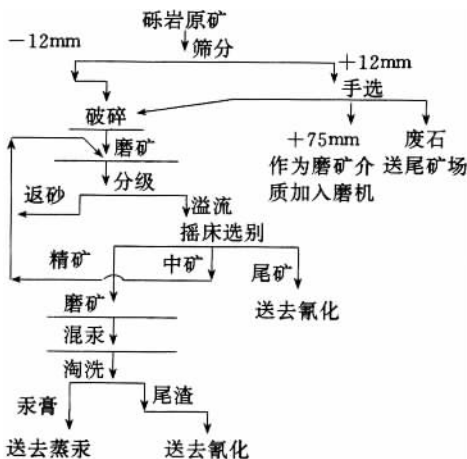 砾岩原矿
－12mm
筛分
＋12mm
手选
破碎
磨矿
＋75mm
作为磨矿介
质加入磨机
废石
送尾矿场
分级
返砂
溢流
摇床选别
精矿
中矿
尾矿
磨矿
送去氰化
混汞
淘洗
汞膏
尾渣
送去蒸汞
送去氰化